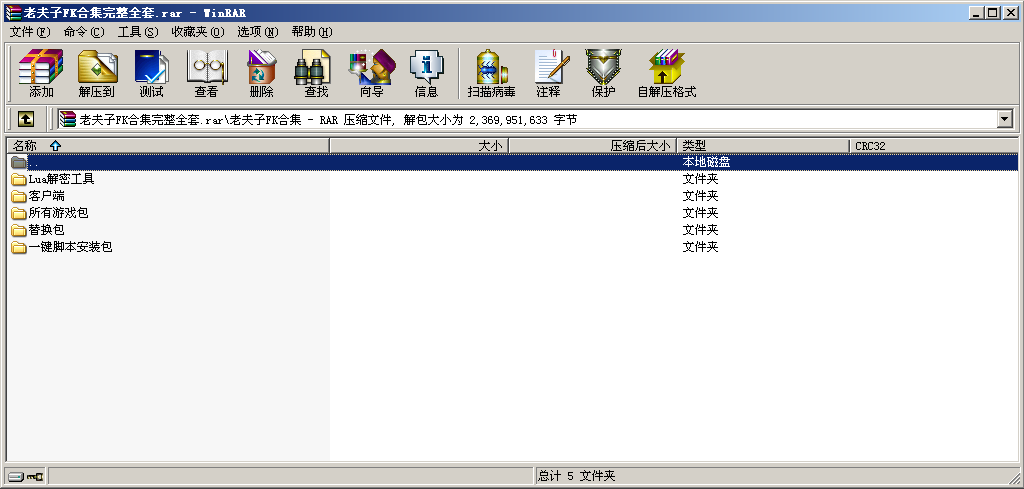 老夫子FK合集完整全套.rar - WinRAR
文件(F) 命令(C) 工具(S) 收藏夹(O) 选项(N) 帮助(H)
添加 解压到 测试 查看 删除 查找 向导 信息 扫描病毒 注释 保护 自解压格式
老夫子FK合集完整全套.rar\老夫子FK合集 - RAR 压缩文件, 解包大小为 2,369,951,633 字节
名称 大小 压缩后大小 类型 CRC32
.. 本地磁盘
Lua解密工具 文件夹
客户端 文件夹
所有游戏包 文件夹
替换包 文件夹
一键脚本安装包 文件夹
总计 5 文件夹